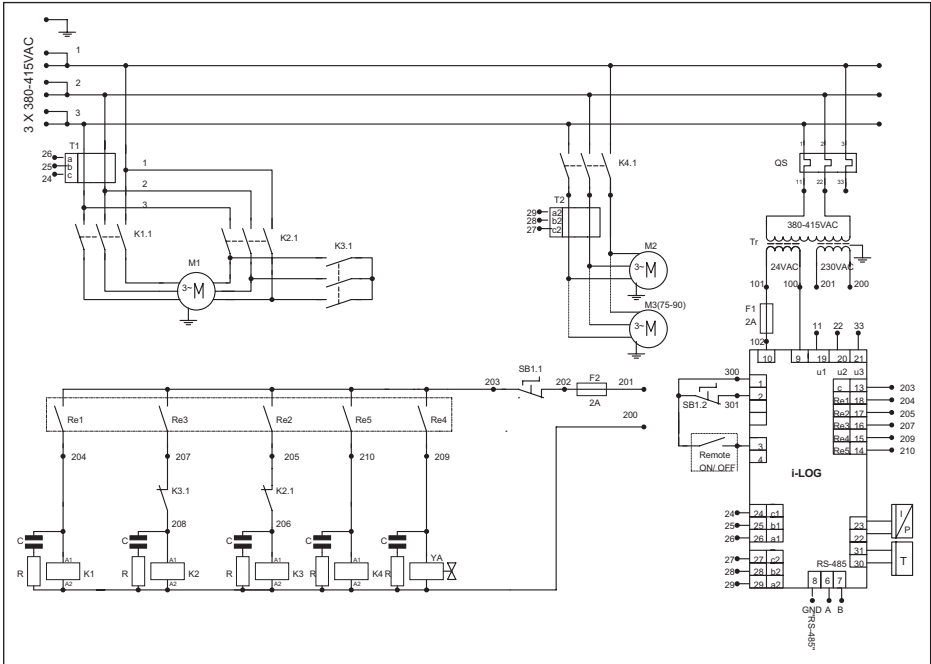 3 X 380-415VAC
1
2
3
T1
26 a
25 b
24 c
1
2
3
K1.1
K2.1
K3.1
M1
3~ M
K4.1
T2
29 a2
28 b2
27 c2
M2
3~ M
M3(75-90)
3~ M
1 2 3
QS
11 22 33
380-415VAC
Tr
24VAC 230VAC
101 100 201 200
F1
2A
102
11 22 33
10 9 19 20 21
u1 u2 u3
SB1.1
203 202 F2 201
2A
200
300
1
SB1.2 301 2
3
Remote
ON/ OFF
4
c 13 203
Re1 18 204
Re2 17 205
Re3 16 207
Re4 15 209
Re5 14 210
i-LOG
Re1 Re3 Re2 Re5 Re4
204 207 205 210 209
K3.1 K2.1
208 206
C C C C C
R A1 A2 K1
R A1 A2 K2
R A1 A2 K3
R A1 A2 K4
R YA
24 24 c1
25 25 b1
26 26 a1
27 27 c2
28 28 b2
29 29 a2
23
22
I/P
31
30
T
RS-485
8 6 7
GND A B
"RS-485"